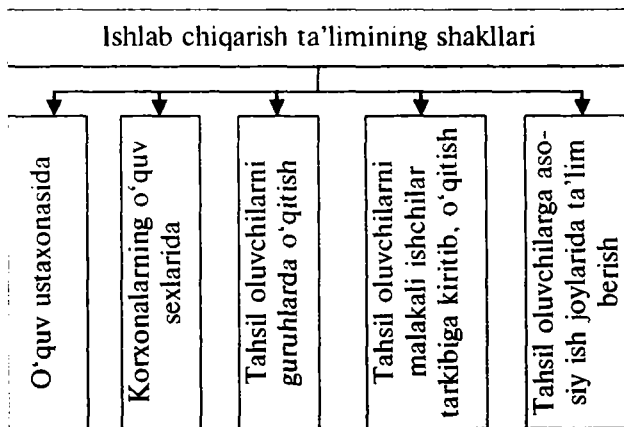 Ishlab chiqarish ta’limining shakllari
O‘quv ustaxonasida
Korxonalarning o‘quv
sexlarida
Tahsil oluvchilarni
guruhlarda o‘qitish
Tahsil oluvchilarni
malakali ishchilar
tarkibiga kiritib, o‘qitish
Tahsil oluvchilarga aso-
siy ish joylarida ta’lim
berish